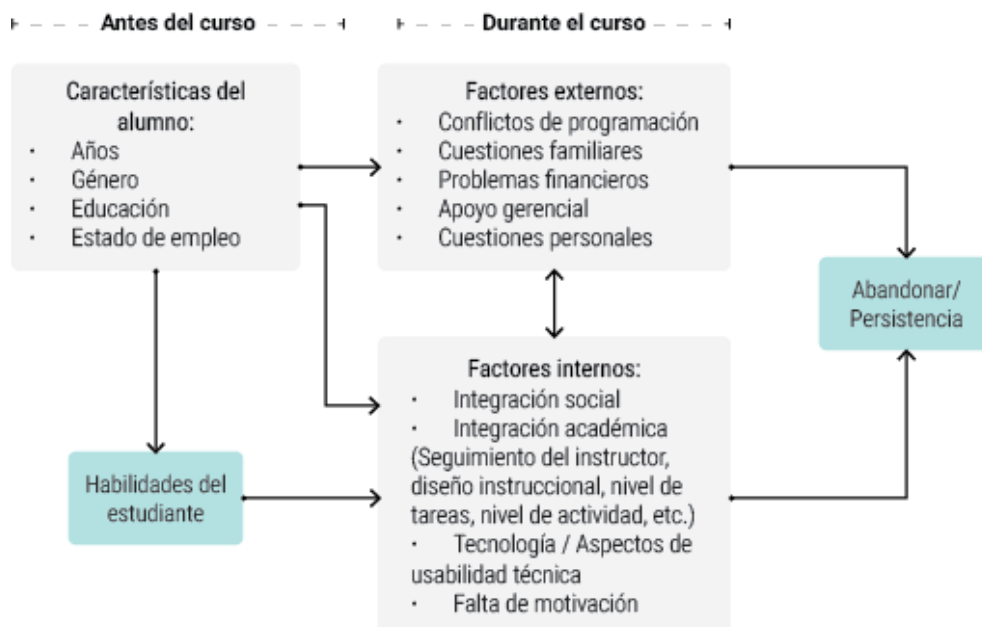 Antes del curso
Durante el curso
Características del
alumno:
· Años
· Género
· Educación
· Estado de empleo
Factores externos:
· Conflictos de programación
· Cuestiones familiares
· Problemas financieros
· Apoyo gerencial
· Cuestiones personales
Abandonar/
Persistencia
Habilidades del
estudiante
Factores internos:
· Integración social
· Integración académica
(Seguimiento del instructor,
diseño instruccional, nivel de
tareas, nivel de actividad, etc.)
· Tecnología / Aspectos de
usabilidad técnica
· Falta de motivación